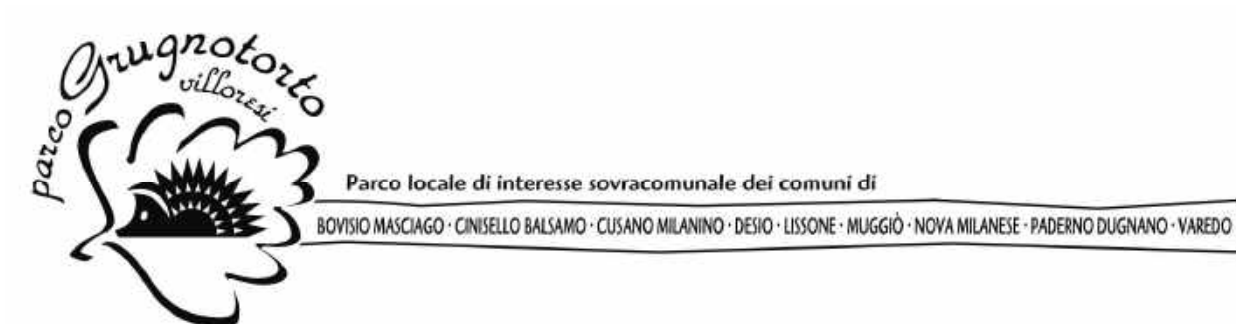 parco Grugnotorto
villoresi
Parco locale di interesse sovracomunale dei comuni di
BOVISIO MASCIAGO · CINISELLO BALSAMO · CUSANO MILANINO · DESIO · LISSONE · MUGGIÒ · NOVA MILANESE · PADERNO DUGNANO · VAREDO